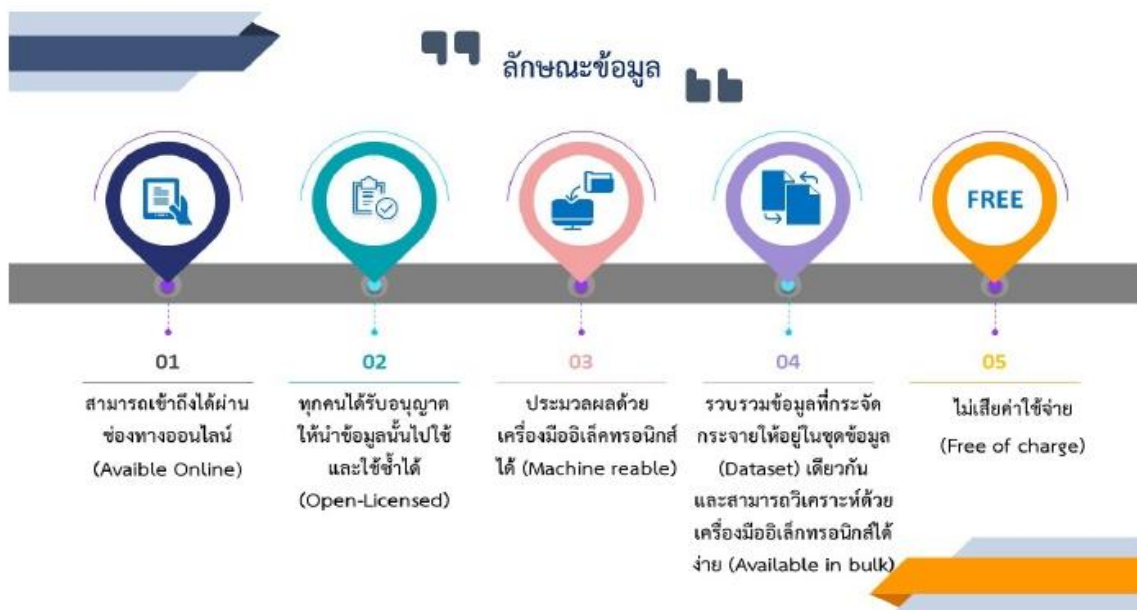 ลักษณะข้อมูล
FREE
01
สามารถเข้าถึงได้ผ่าน
ช่องทางออนไลน์
(Avaible Online)
02
ทุกคนได้รับอนุญาต
ให้นำข้อมูลนั้นไปใช้
และใช้ซ้ำได้
(Open-Licensed)
03
ประมวลผลด้วย
เครื่องมืออิเล็คทรอนิกส์
ได้ (Machine reable)
04
รวบรวมข้อมูลที่กระจัด
กระจายให้อยู่ในชุดข้อมูล
(Dataset) เดียวกัน
และสามารถวิเคราะห์ด้วย
เครื่องมืออิเล็กทรอนิกส์ได้
ง่าย (Available in bulk)
05
ไม่เสียค่าใช้จ่าย
(Free of charge)